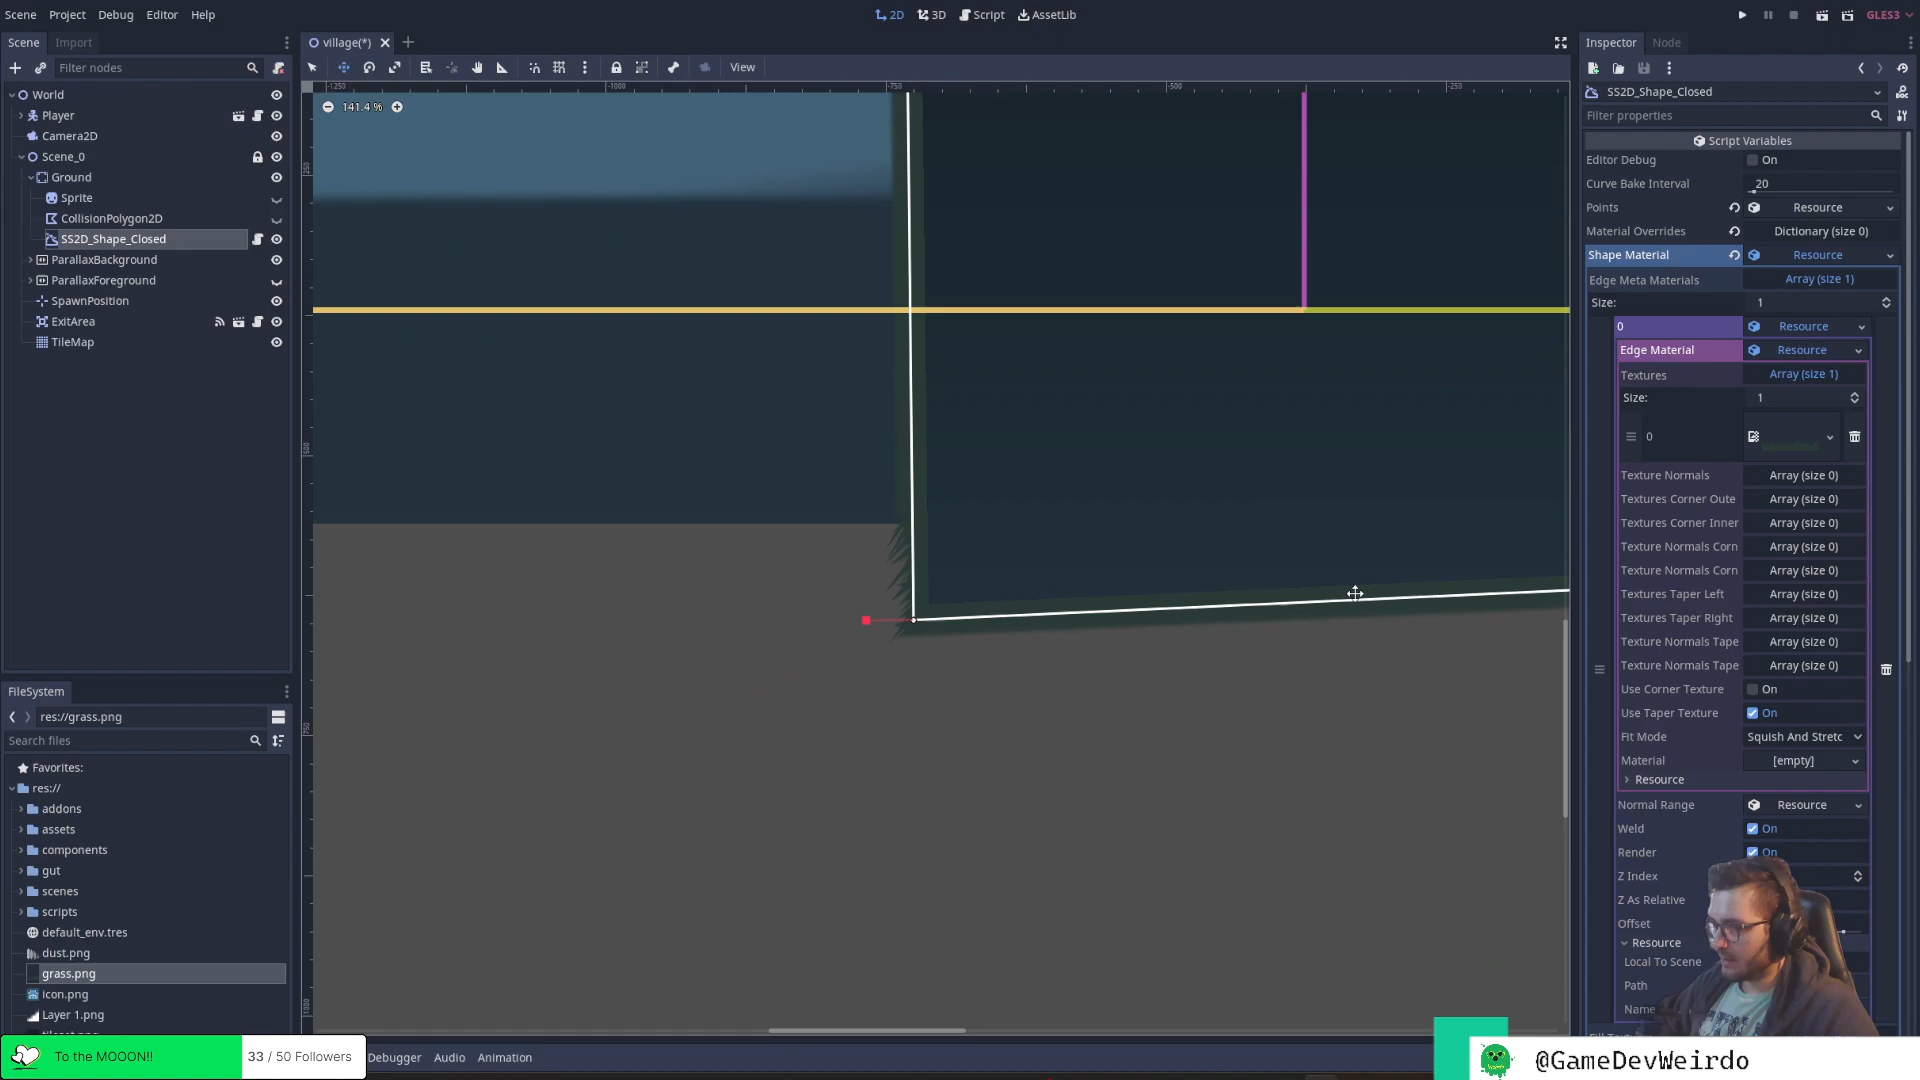 Scene Project Debug Editor Help
2D 3D Script AssetLib
GLES3
Scene Import
Filter nodes
World
Player
Camera2D
Scene_0
Ground
Sprite
CollisionPolygon2D
SS2D_Shape_Closed
ParallaxBackground
ParallaxForeground
SpawnPosition
ExitArea
TileMap
FileSystem
res://grass.png
Search files
Favorites:
res://
addons
assets
components
gut
scenes
scripts
default_env.tres
dust.png
grass.png
icon.png
Layer 1.png
village(*)
View
-1250 -1000 -750 -500 -250
141.4 %
250
500
750
1000
Debugger Audio Animation
To the MOOON!!
33 / 50 Followers
Inspector Node
SS2D_Shape_Closed
Filter properties
Script Variables
Editor Debug On
Curve Bake Interval 20
Points Resource
Material Overrides Dictionary (size 0)
Shape Material Resource
Edge Meta Materials Array (size 1)
Size: 1
0 Resource
Edge Material Resource
Textures Array (size 1)
Size: 1
0
Texture Normals Array (size 0)
Textures Corner Oute Array (size 0)
Textures Corner Inner Array (size 0)
Texture Normals Corn Array (size 0)
Texture Normals Corn Array (size 0)
Textures Taper Left Array (size 0)
Textures Taper Right Array (size 0)
Texture Normals Tape Array (size 0)
Texture Normals Tape Array (size 0)
Use Corner Texture On
Use Taper Texture On
Fit Mode Squish And Stretc
Material [empty]
Resource
Normal Range Resource
Weld On
Render On
Z Index
Z As Relative
Offset
Resource
Local To Scene
Path
Name
@GameDevWeirdo